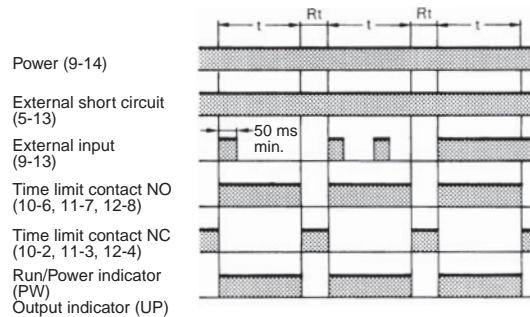 t Rt t Rt t
Power (9-14)
External short circuit
(5-13)
External input
(9-13)
50 ms
min.
Time limit contact NO
(10-6, 11-7, 12-8)
Time limit contact NC
(10-2, 11-3, 12-4)
Run/Power indicator
(PW)
Output indicator (UP)